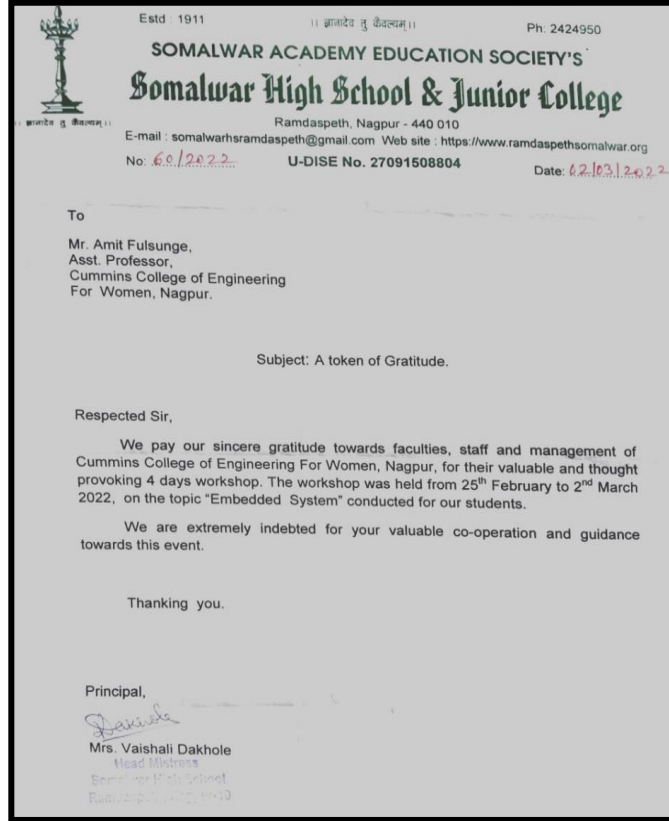 Estd : 1911
।। ज्ञानादेव तु कैवल्यम् ।।
Ph: 2424950
SOMALWAR ACADEMY EDUCATION SOCIETY'S
Somalwar High School & Junior College
।। ज्ञानादेव तु कैवल्यम् ।।
Ramdaspeth, Nagpur - 440 010
E-mail : somalwarhsramdaspeth@gmail.com Web site : https://www.ramdaspethsomalwar.org
No: 60/2022 U-DISE No. 27091508804 Date: 02/03/2022
To
Mr. Amit Fulsunge,
Asst. Professor,
Cummins College of Engineering
For Women, Nagpur.
Subject: A token of Gratitude.
Respected Sir,
We pay our sincere gratitude towards faculties, staff and management of
Cummins College of Engineering For Women, Nagpur, for their valuable and thought
provoking 4 days workshop. The workshop was held from 25th February to 2nd March
2022, on the topic "Embedded System" conducted for our students.
We are extremely indebted for your valuable co-operation and guidance
towards this event.
Thanking you.
Principal,
Dakhole
Mrs. Vaishali Dakhole
Head Mistress
Somalwar High School